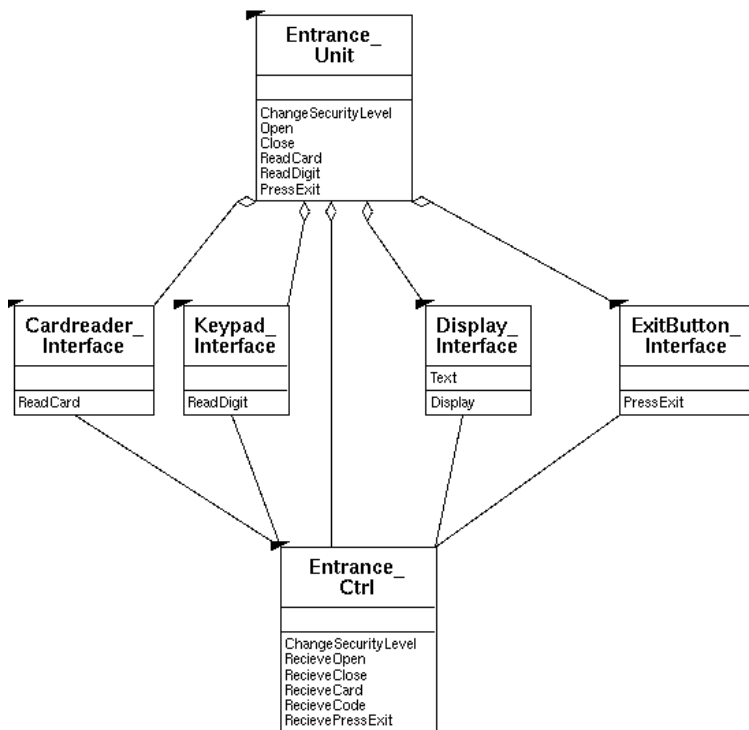 Entrance_
Unit
ChangeSecurityLevel
Open
Close
ReadCard
ReadDigit
PressExit
Cardreader_
Interface
ReadCard
Keypad_
Interface
ReadDigit
Display_
Interface
Text
Display
ExitButton_
Interface
PressExit
Entrance_
Ctrl
ChangeSecurityLevel
RecieveOpen
RecieveClose
RecieveCard
RecieveCode
RecievePressExit